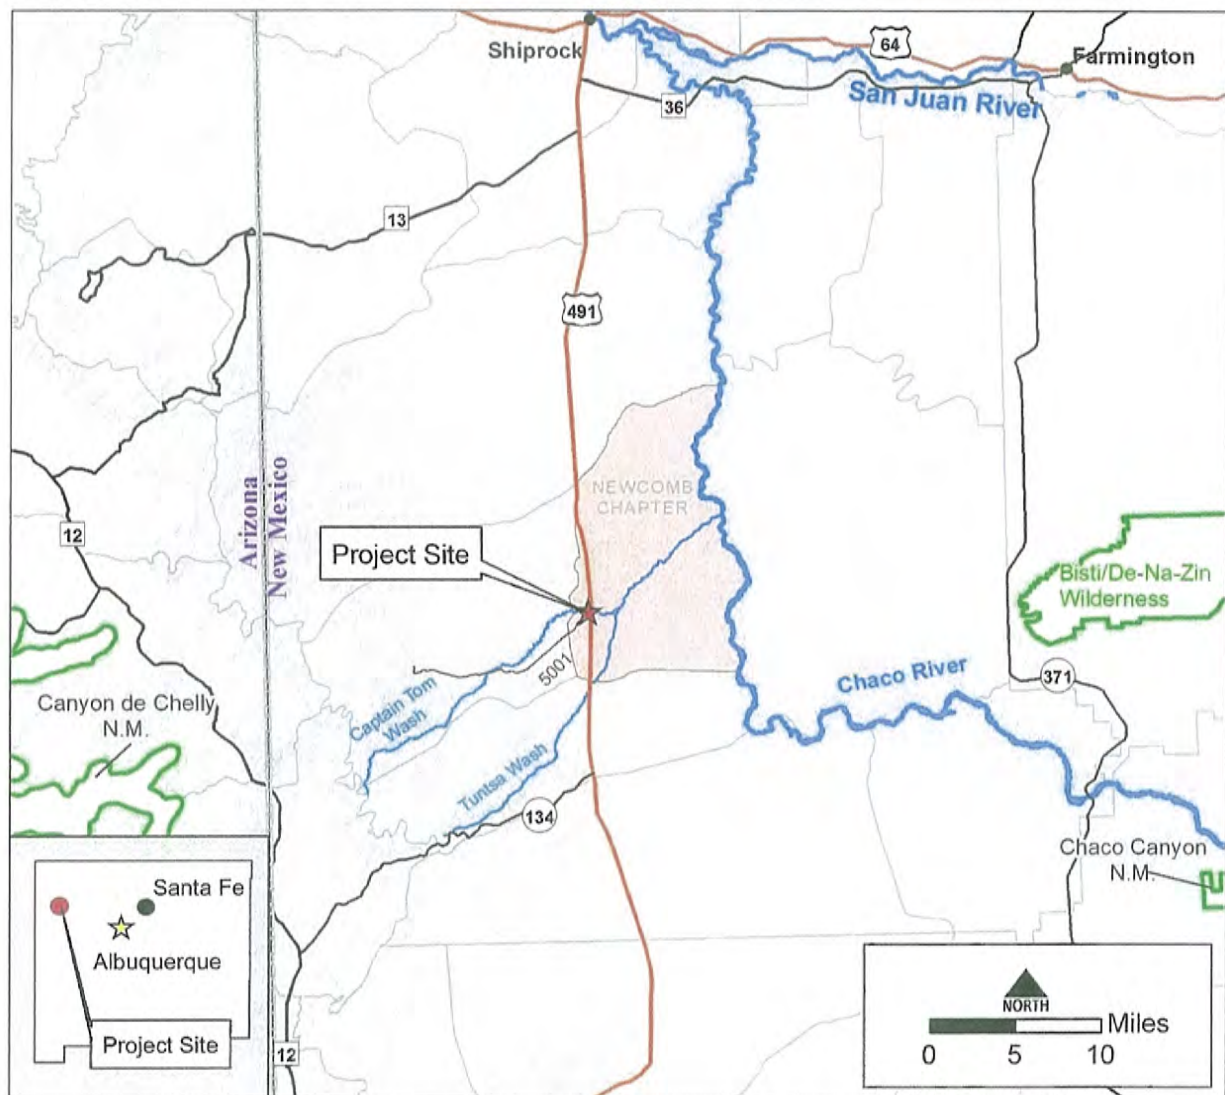 Shiprock
64
Farmington
36
San Juan River
13
491
NEWCOMB
CHAPTER
Arizona
New Mexico
12
Project Site
Bisti/De-Na-Zin
Wilderness
5001
371
Chaco River
Captain Tom
Wash
Canyon de Chelly
N.M.
Tuntsa Wash
134
Chaco Canyon
N.M.
Santa Fe
Albuquerque
Project Site
12
NORTH
Miles
0 5 10